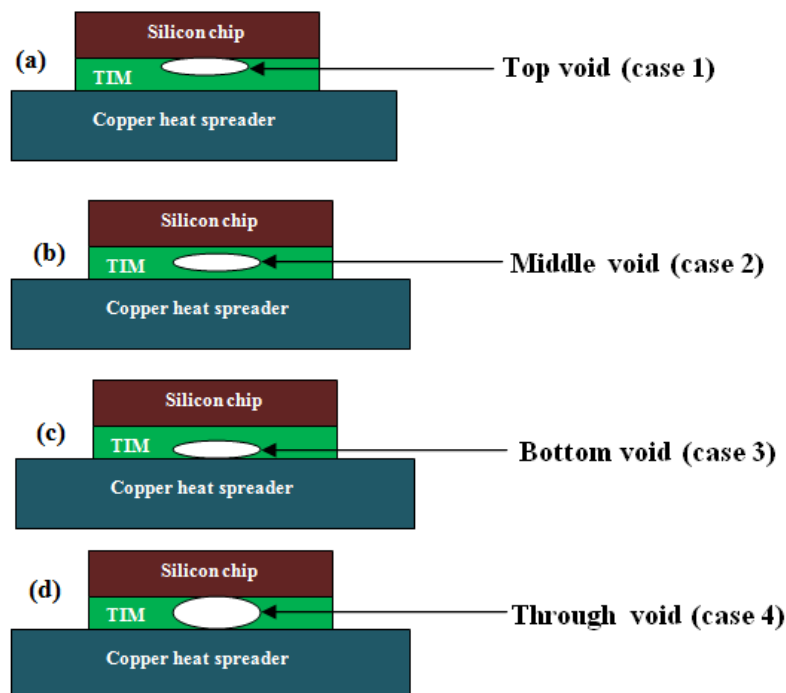 Silicon chip
(a)
TIM
Top void (case 1)
Copper heat spreader
Silicon chip
(b)
TIM
Middle void (case 2)
Copper heat spreader
Silicon chip
(c)
TIM
Bottom void (case 3)
Copper heat spreader
Silicon chip
(d)
TIM
Through void (case 4)
Copper heat spreader